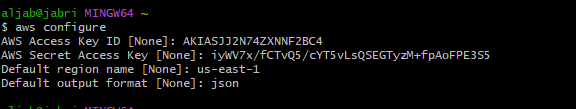 aljab@jabri MINGW64 ~
$ aws configure
AWS Access Key ID [None]: AKIASJJ2N74ZXNNF2BC4
AWS Secret Access Key [None]: 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
Default region name [None]: us-east-1
Default output format [None]: json